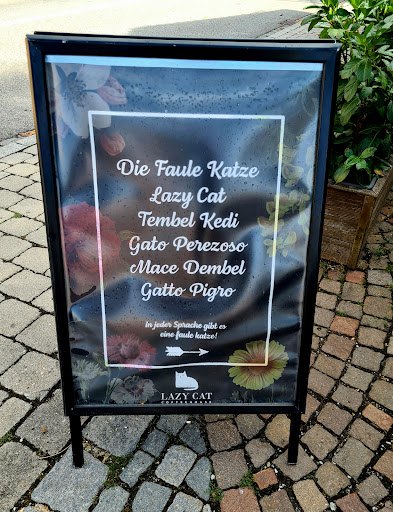 Die Faule Katze
Lazy Cat
Tembel Kedi
Gato Perezoso
Mace Dembel
Gatto Pigro
In jeder Sprache gibt es
eine faule katze!
LAZY CAT
COFFEEHOUSE